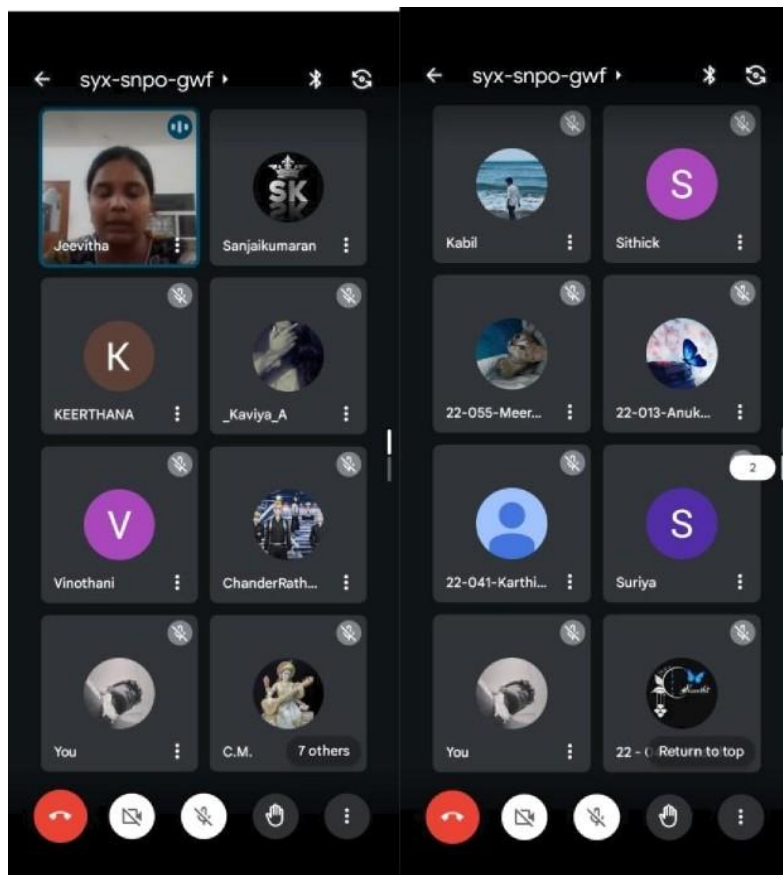 syx-snpo-gwf
Jeevitha
Sanjaikumaran
SK
K
KEERTHANA
_Kaviya_A
V
Vinothani
ChanderRath...
You
C.M.
7 others
syx-snpo-gwf
Kabil
S
Sithick
22-055-Meer...
22-013-Anuk...
2
22-041-Karthi...
S
Suriya
You
22 - 0
Return to top